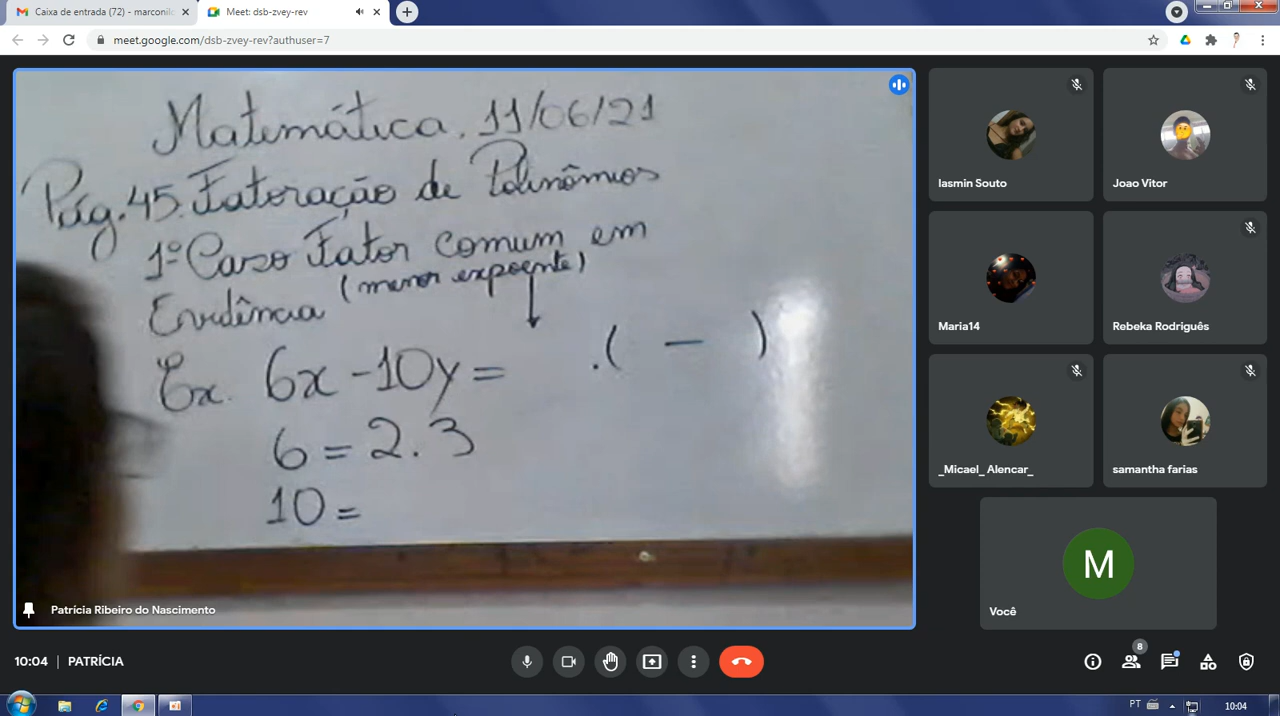 Caixa de entrada (72) - marconil
Meet: dsb-zvey-rev
meet.google.com/dsb-zvey-rev?authuser=7
Matemática. 11/06/21
Pág. 45. Fatoração de Polinômios
1º Caso Fator comum em
Evidência (menor expoente)
Ex. 6x - 10y = .( - )
6 = 2.3
10 =
Patrícia Ribeiro do Nascimento
Iasmin Souto
Joao Vitor
Maria14
Rebeka Rodriguês
_Micael_ Alencar_
samantha farias
M
Você
10:04 | PATRÍCIA
8
PT
10:04